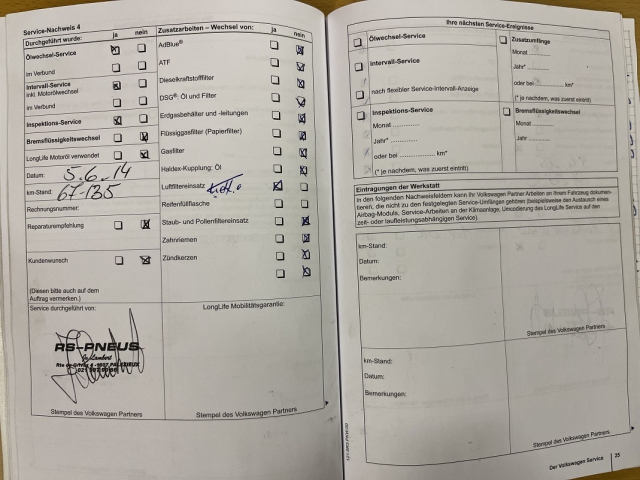 Service-Nachweis 4
Durchgeführt wurde: ja nein
Ölwechsel-Service
im Verbund
Intervall-Service
inkl. Motorölwechsel
im Verbund
Inspektions-Service
Bremsflüssigkeitswechsel
LongLife Motoröl verwendet
Datum: 5.6.14
km-Stand: 67.135
Rechnungsnummer:
Reparaturempfehlung
Kundenwunsch
(Diesen bitte auch auf dem
Auftrag vermerken.)
Service durchgeführt von:
RS-PNEUS
Stempel des Volkswagen Partners
Zusatzarbeiten – Wechsel von: ja nein
AdBlue®
ATF
Dieselkraftstofffilter
DSG®: Öl und Filter
Erdgasbehälter und -leitungen
Flüssiggasfilter (Papierfilter)
Gasfilter
Haldex-Kupplung: Öl
Luftfiltereinsatz
Reifenfüllflasche
Staub- und Pollenfiltereinsatz
Zahnriemen
Zündkerzen
LongLife Mobilitätsgarantie:
Stempel des Volkswagen Partners
Ihre nächsten Service-Ereignisse
Ölwechsel-Service
Intervall-Service
nach flexibler Service-Intervall-Anzeige
Zusatzumfänge
Monat ............
Jahr* ............
oder bei ............ km*
(* je nachdem, was zuerst eintritt)
Inspektions-Service
Monat ............
Jahr* ............
oder bei ............ km*
(* je nachdem, was zuerst eintritt)
Bremsflüssigkeitswechsel
Monat ............
Jahr ............
Eintragungen der Werkstatt
In den folgenden Nachweisfeldern kann Ihr Volkswagen Partner Arbeiten an Ihrem Fahrzeug dokumen-
tieren, die nicht zu den festgelegten Service-Umfängen gehören (beispielsweise den Austausch eines
Airbag-Moduls, Service-Arbeiten an der Klimaanlage, Umcodierung des LongLife Service auf den
zeit- oder laufleistungsabhängigen Service).
km-Stand:
Datum:
Bemerkungen:
Stempel des Volkswagen Partners
km-Stand:
Datum:
Bemerkungen:
Stempel des Volkswagen Partners
Der Volkswagen Service 25